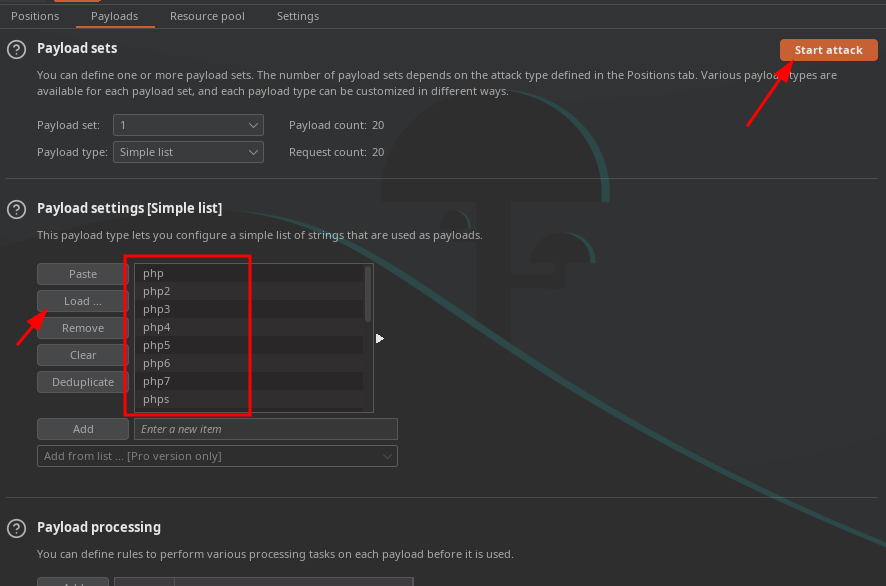 Positions Payloads Resource pool Settings
? Payload sets Start attack
You can define one or more payload sets. The number of payload sets depends on the attack type defined in the Positions tab. Various payload types are
available for each payload set, and each payload type can be customized in different ways.
Payload set: 1 Payload count: 20
Payload type: Simple list Request count: 20
? Payload settings [Simple list]
This payload type lets you configure a simple list of strings that are used as payloads.
Paste php
php2
Load ... php3
Remove php4
php5
Clear php6
Deduplicate php7
phps
Add Enter a new item
Add from list ... [Pro version only]
? Payload processing
You can define rules to perform various processing tasks on each payload before it is used.